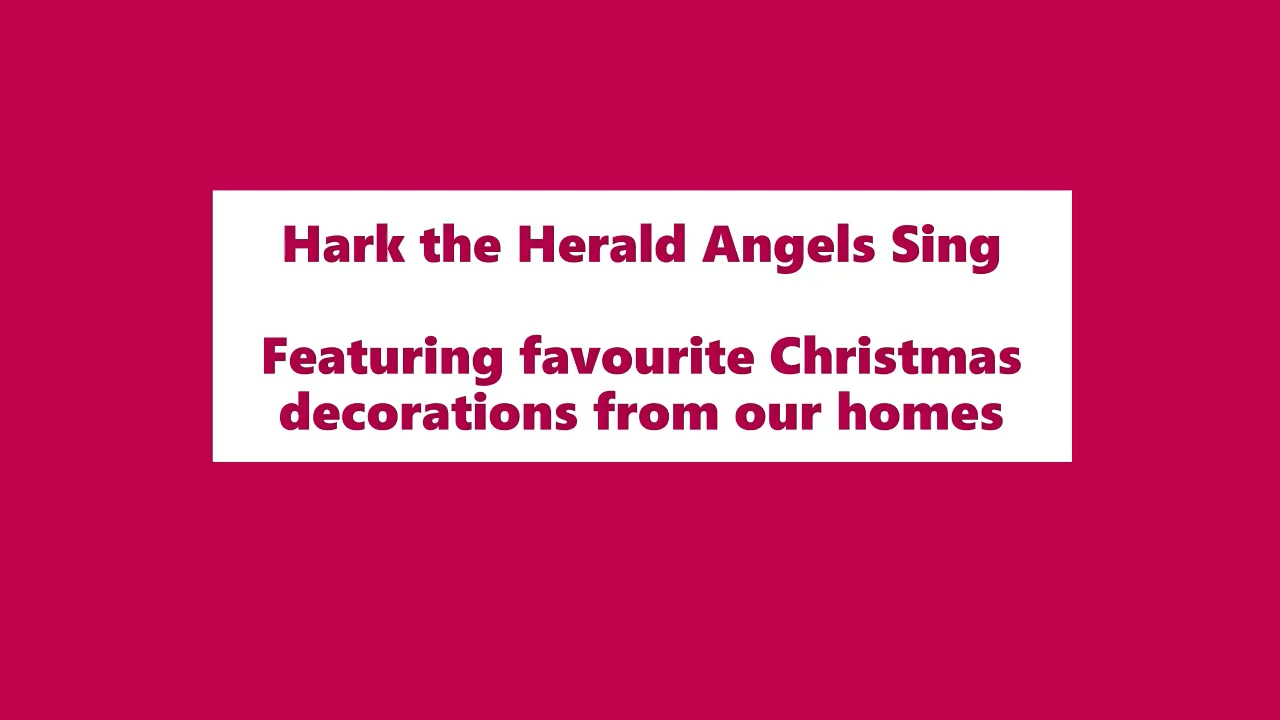 Hark the Herald Angels Sing
Featuring favourite Christmas
decorations from our homes